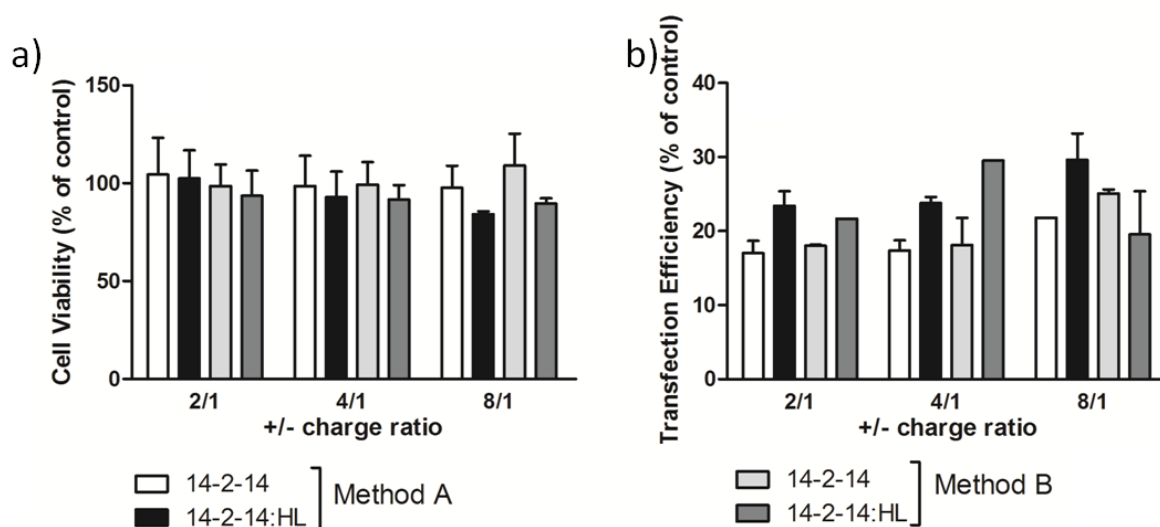 a)
Cell Viability (% of control)
150
100
50
0
2/1
4/1
8/1
+/- charge ratio
14-2-14
14-2-14:HL
Method A
b)
Transfection Efficiency (% of control)
40
30
20
10
0
2/1
4/1
8/1
+/- charge ratio
14-2-14
14-2-14:HL
Method B